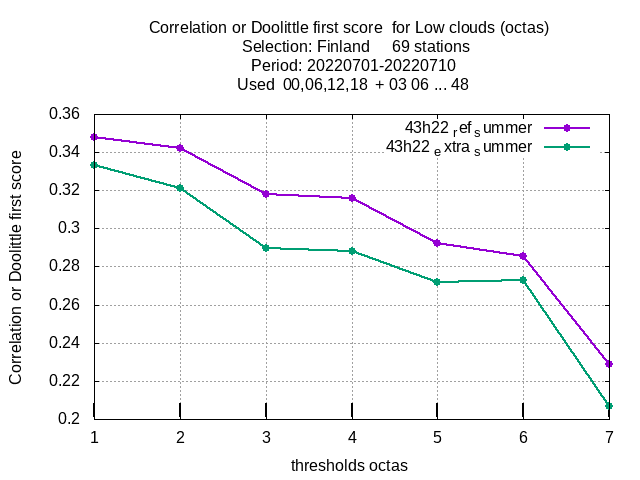 Correlation or Doolittle first score  for Low clouds (octas)
Selection: Finland     69 stations
Period: 20220701-20220710
Used  00,06,12,18  + 03 06 ... 48
43h22 ref summer
43h22 extra summer
Correlation or Doolittle first score
0.36
0.34
0.32
0.3
0.28
0.26
0.24
0.22
0.2
1 2 3 4 5 6 7
thresholds octas